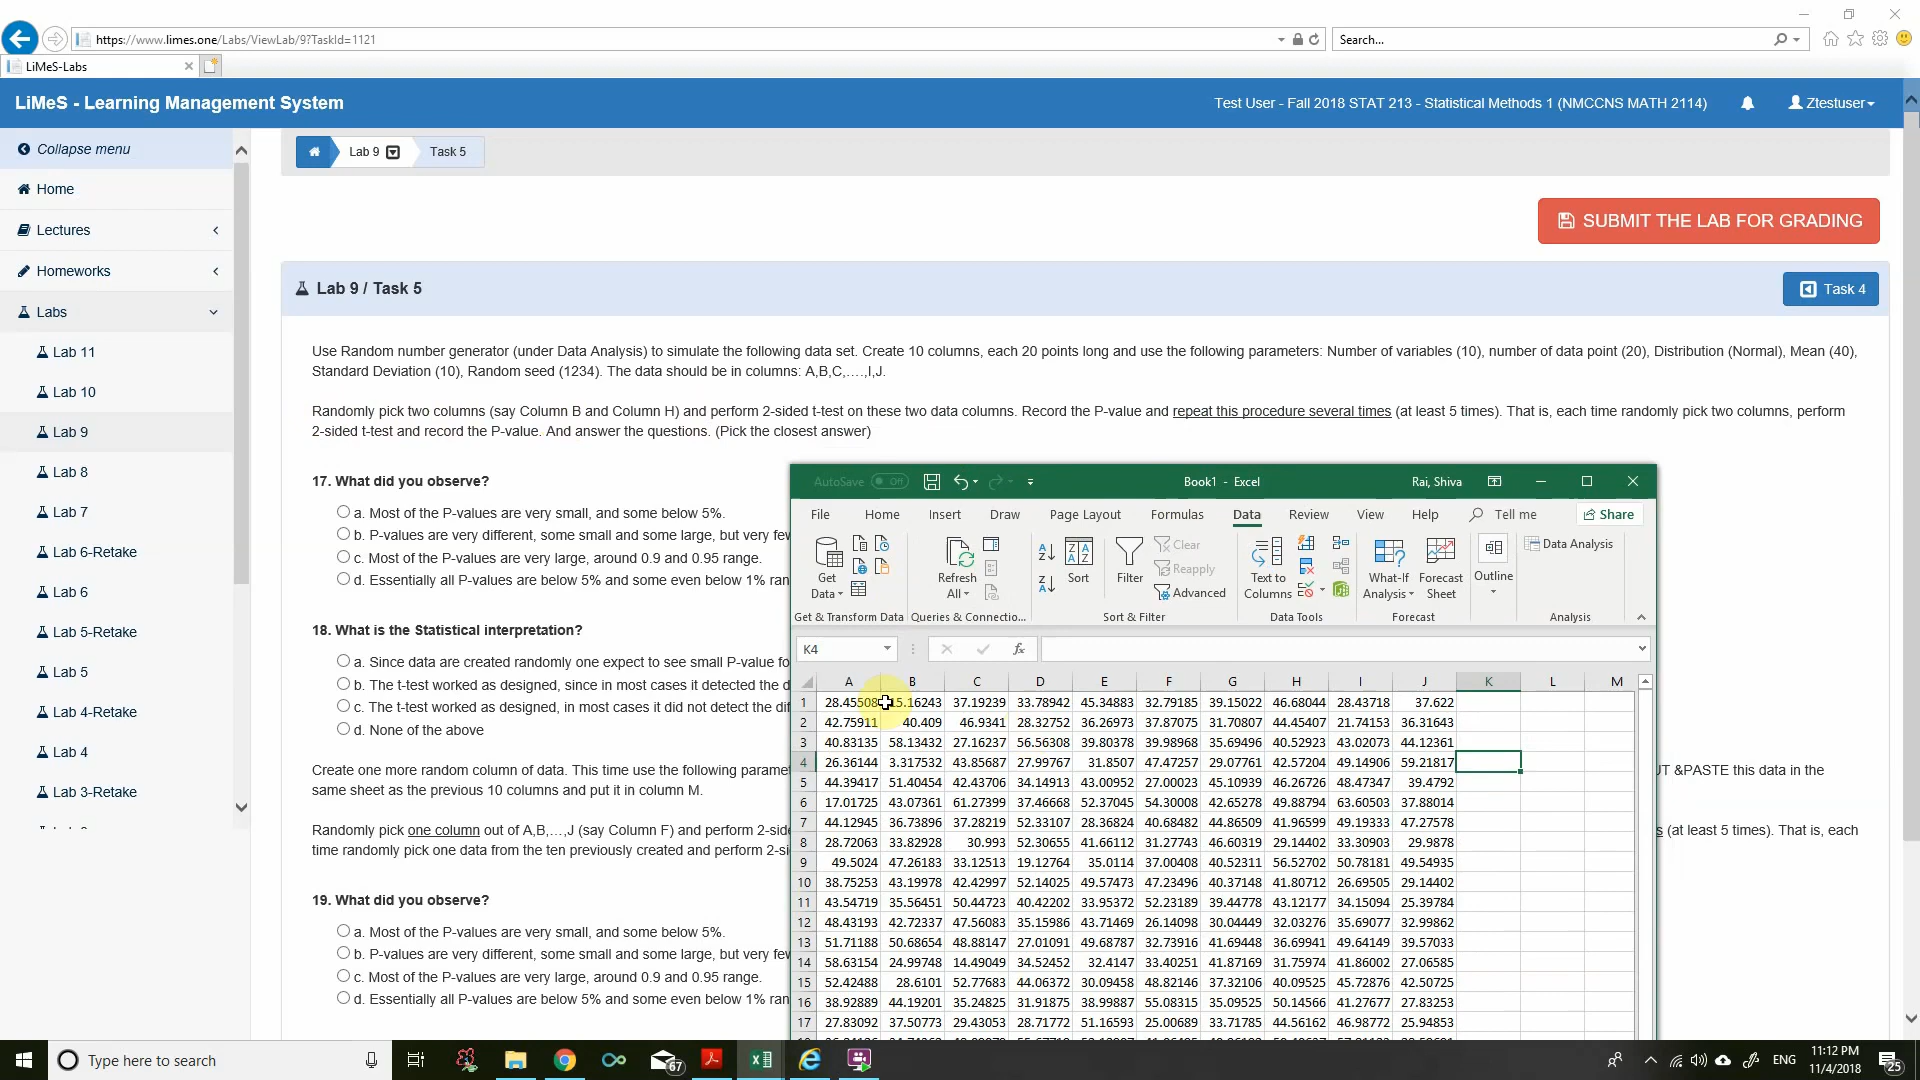 https://www.limes.one/Labs/ViewLab/9?TaskId=1121
Search...
LiMeS-Labs
LiMeS - Learning Management System
Test User - Fall 2018 STAT 213 - Statistical Methods 1 (NMCCNS MATH 2114)
Ztestuser
Collapse menu
Home
Lectures
Homeworks
Labs
Lab 11
Lab 10
Lab 9
Lab 8
Lab 7
Lab 6-Retake
Lab 6
Lab 5-Retake
Lab 5
Lab 4-Retake
Lab 4
Lab 3-Retake
Lab 9
Task 5
SUBMIT THE LAB FOR GRADING
Lab 9 / Task 5
Task 4
Use Random number generator (under Data Analysis) to simulate the following data set. Create 10 columns, each 20 points long and use the following parameters: Number of variables (10), number of data point (20), Distribution (Normal), Mean (40),
Standard Deviation (10), Random seed (1234). The data should be in columns: A,B,C,….,I,J.
Randomly pick two columns (say Column B and Column H) and perform 2-sided t-test on these two data columns. Record the P-value and repeat this procedure several times (at least 5 times). That is, each time randomly pick two columns, perform
2-sided t-test and record the P-value. And answer the questions. (Pick the closest answer)
17. What did you observe?
a. Most of the P-values are very small, and some below 5%.
b. P-values are very different, some small and some large, but very few
c. Most of the P-values are very large, around 0.9 and 0.95 range.
d. Essentially all P-values are below 5% and some even below 1% ran
18. What is the Statistical interpretation?
a. Since data are created randomly one expect to see small P-value fo
b. The t-test worked as designed, since in most cases it detected the d
c. The t-test worked as designed, in most cases it did not detect the di
d. None of the above
Create one more random column of data. This time use the following paramet
UT &PASTE this data in the
same sheet as the previous 10 columns and put it in column M.
Randomly pick one column out of A,B,…,J (say Column F) and perform 2-side
s (at least 5 times). That is, each
time randomly pick one data from the ten previously created and perform 2-si
19. What did you observe?
a. Most of the P-values are very small, and some below 5%.
b. P-values are very different, some small and some large, but very few
c. Most of the P-values are very large, around 0.9 and 0.95 range.
d. Essentially all P-values are below 5% and some even below 1% ran
AutoSave Off
Book1 - Excel
Rai, Shiva
File Home Insert Draw Page Layout Formulas Data Review View Help Tell me Share
Get Data
Refresh All
Sort
Filter
Clear
Reapply
Advanced
Text to Columns
What-If Analysis
Forecast Sheet
Outline
Data Analysis
Get & Transform Data Queries & Connectio... Sort & Filter Data Tools Forecast Analysis
K4 fx
A B C D E F G H I J K L M
1 28.45508 15.16243 37.19239 33.78942 45.34883 32.79185 39.15022 46.68044 28.43718 37.622
2 42.75911 40.409 46.9341 28.32752 36.26973 37.87075 31.70807 44.45407 21.74153 36.31643
3 40.83135 58.13432 27.16237 56.56308 39.80378 39.98968 35.69496 40.52923 43.02073 44.12361
4 26.36144 3.317532 43.85687 27.99767 31.8507 47.47257 29.07761 42.57204 49.14906 59.21817
5 44.39417 51.40454 42.43706 34.14913 43.00952 27.00023 45.10939 46.26726 48.47347 39.4792
6 17.01725 43.07361 61.27399 37.46668 52.37045 54.30008 42.65278 49.88794 63.60503 37.88014
7 44.12945 36.73896 37.28219 52.33107 28.36824 40.68482 44.86509 41.96599 49.19333 47.27578
8 28.72063 33.82928 30.993 52.30655 41.66112 31.27743 46.60319 29.14402 33.30903 29.9878
9 49.5024 47.26183 33.12513 19.12764 35.0114 37.00408 40.52311 56.52702 50.78181 49.54935
10 38.75253 43.19978 42.42997 52.14025 49.57473 47.23496 40.37148 41.80712 26.69505 29.14402
11 43.54719 35.56451 50.44723 40.42202 33.95372 52.23189 39.44778 43.12177 34.15094 25.39784
12 48.43193 42.72337 47.56083 35.15986 43.71469 26.14098 30.04449 32.03276 35.69077 32.99862
13 51.71188 50.68654 48.88147 27.01091 49.68787 32.73916 41.69448 36.69941 49.64149 39.57033
14 58.63154 24.99748 14.49049 34.52452 32.4147 33.40251 41.87169 31.75974 41.86002 27.06585
15 52.42488 28.6101 52.77683 44.06372 30.09458 48.82146 37.32106 40.09525 45.72876 42.50725
16 38.92889 44.19201 35.24825 31.91875 38.99887 55.08315 35.09525 50.14566 41.27677 27.83253
17 27.83092 37.50773 29.43053 28.71772 51.16593 25.00689 33.71785 44.56162 46.98772 25.94853
Type here to search
67
ENG
11:12 PM
11/4/2018
25